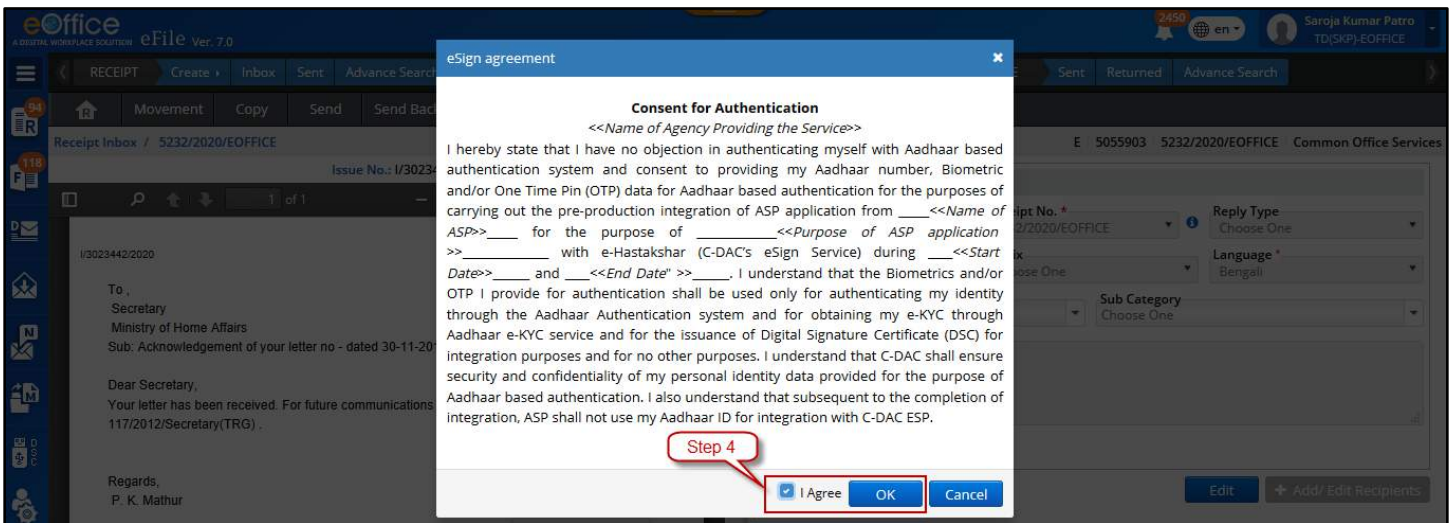 eOffice
A DIGITAL WORKPLACE SOLUTION eFile Ver. 7.0
2450
en
Saroja Kumar Patro
TD(SKP)-EOFFICE
RECEIPT Create Inbox Sent Advance Search
Sent Returned Advance Search
Movement Copy Send Send Bac
94
R
118
F
D
N
M
DSC
Receipt Inbox / 5232/2020/EOFFICE
E 5055903 5232/2020/EOFFICE Common Office Services
Issue No.: I/3023
1 of 1
I/3023442/2020
To ,
Secretary
Ministry of Home Affairs
Sub: Acknowledgement of your letter no - dated 30-11-20
Dear Secretary,
Your letter has been received. For future communications
117/2012/Secretary(TRG) .
Regards,
P. K. Mathur
eSign agreement
Consent for Authentication
<<Name of Agency Providing the Service>>
I hereby state that I have no objection in authenticating myself with Aadhaar based
authentication system and consent to providing my Aadhaar number, Biometric
and/or One Time Pin (OTP) data for Aadhaar based authentication for the purposes of
carrying out the pre-production integration of ASP application from ____<<Name of
ASP>>_____ for the purpose of ___________<<Purpose of ASP application
>>____________ with e-Hastakshar (C-DAC's eSign Service) during ___<<Start
Date>>_____ and ___<<End Date" >>_____. I understand that the Biometrics and/or
OTP I provide for authentication shall be used only for authenticating my identity
through the Aadhaar Authentication system and for obtaining my e-KYC through
Aadhaar e-KYC service and for the issuance of Digital Signature Certificate (DSC) for
integration purposes and for no other purposes. I understand that C-DAC shall ensure
security and confidentiality of my personal identity data provided for the purpose of
Aadhaar based authentication. I also understand that subsequent to the completion of
integration, ASP shall not use my Aadhaar ID for integration with C-DAC ESP.
Step 4
I Agree OK Cancel
ipt No. * Reply Type
2/2020/EOFFICE Choose One
ix Language *
ose One Bengali
Sub Category
Choose One
Edit + Add/ Edit Recipients